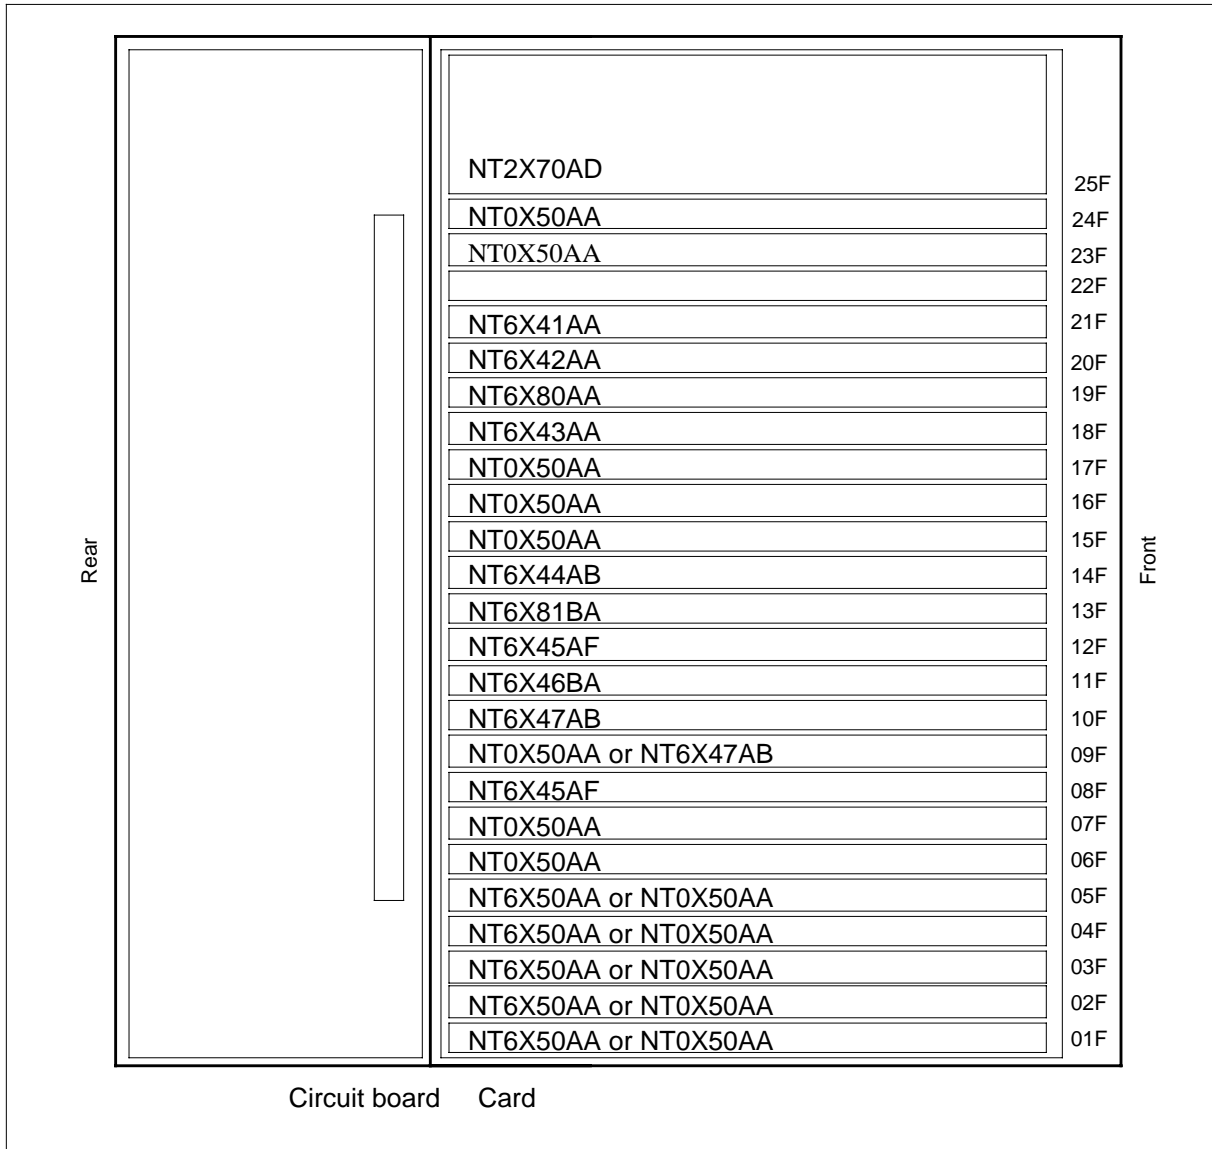 NT2X70AD 25F
NT0X50AA 24F
NT0X50AA 23F
22F
NT6X41AA 21F
NT6X42AA 20F
NT6X80AA 19F
NT6X43AA 18F
NT0X50AA 17F
NT0X50AA 16F
NT0X50AA 15F
NT6X44AB 14F
NT6X81BA 13F
NT6X45AF 12F
NT6X46BA 11F
NT6X47AB 10F
NT0X50AA or NT6X47AB 09F
NT6X45AF 08F
NT0X50AA 07F
NT0X50AA 06F
NT6X50AA or NT0X50AA 05F
NT6X50AA or NT0X50AA 04F
NT6X50AA or NT0X50AA 03F
NT6X50AA or NT0X50AA 02F
NT6X50AA or NT0X50AA 01F
Rear
Front
Circuit board Card